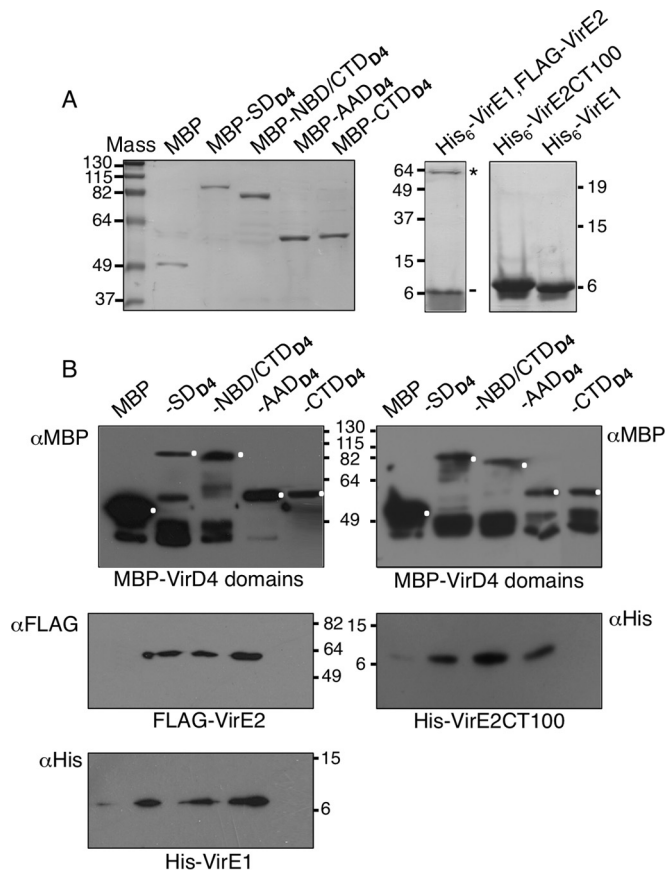 A
Mass
MBP
MBP-SDD4
MBP-NBD/CTDD4
MBP-AADD4
MBP-CTDD4
His6-VirE1,FLAG-VirE2
His6-VirE2CT100
His6-VirE1
130
115
82
64
49
37
64 *
49
37
15
6 -
19
15
6
B
MBP
-SDD4
-NBD/CTDD4
-AADD4
-CTDD4
αMBP
130
115
82
64
49
MBP
-SDD4
-NBD/CTDD4
-AADD4
-CTDD4
αMBP
MBP-VirD4 domains
MBP-VirD4 domains
αFLAG
82
64
49
FLAG-VirE2
15
6
αHis
His-VirE2CT100
αHis
15
6
His-VirE1